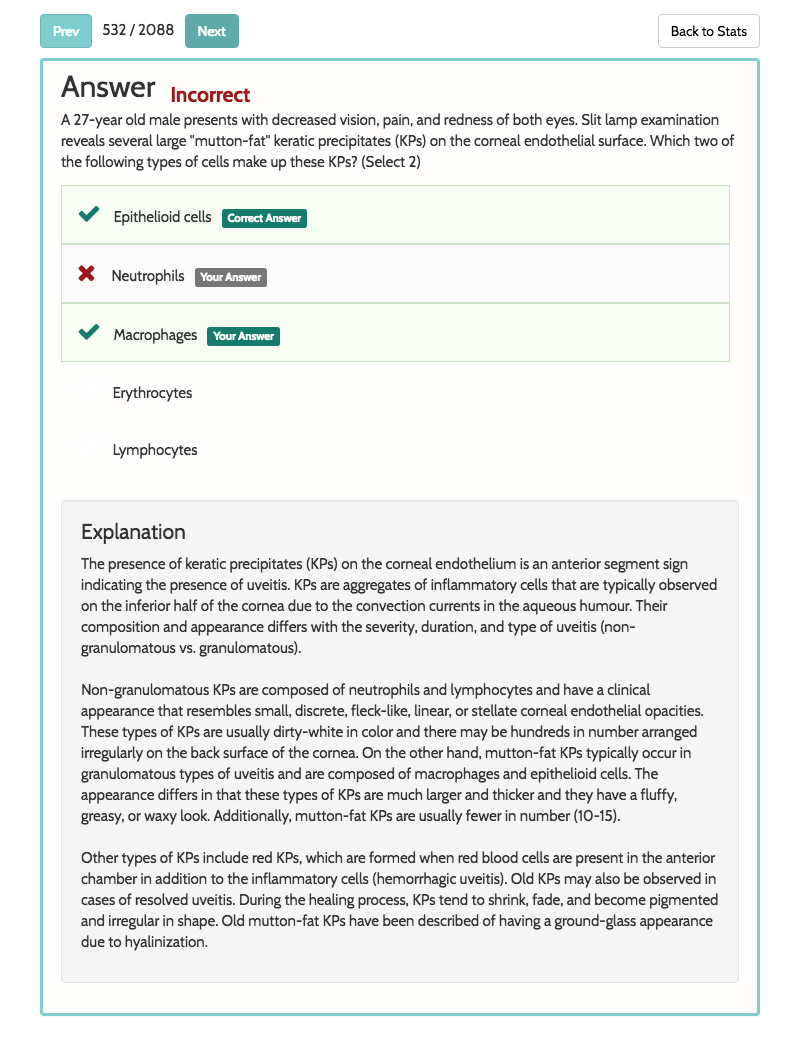 Prev 532 / 2088 Next Back to Stats
Answer Incorrect
A 27-year old male presents with decreased vision, pain, and redness of both eyes. Slit lamp examination
reveals several large "mutton-fat" keratic precipitates (KPs) on the corneal endothelial surface. Which two of
the following types of cells make up these KPs? (Select 2)
Epithelioid cells Correct Answer
Neutrophils Your Answer
Macrophages Your Answer
Erythrocytes
Lymphocytes
Explanation
The presence of keratic precipitates (KPs) on the corneal endothelium is an anterior segment sign
indicating the presence of uveitis. KPs are aggregates of inflammatory cells that are typically observed
on the inferior half of the cornea due to the convection currents in the aqueous humour. Their
composition and appearance differs with the severity, duration, and type of uveitis (non-
granulomatous vs. granulomatous).
Non-granulomatous KPs are composed of neutrophils and lymphocytes and have a clinical
appearance that resembles small, discrete, fleck-like, linear, or stellate corneal endothelial opacities.
These types of KPs are usually dirty-white in color and there may be hundreds in number arranged
irregularly on the back surface of the cornea. On the other hand, mutton-fat KPs typically occur in
granulomatous types of uveitis and are composed of macrophages and epithelioid cells. The
appearance differs in that these types of KPs are much larger and thicker and they have a fluffy,
greasy, or waxy look. Additionally, mutton-fat KPs are usually fewer in number (10-15).
Other types of KPs include red KPs, which are formed when red blood cells are present in the anterior
chamber in addition to the inflammatory cells (hemorrhagic uveitis). Old KPs may also be observed in
cases of resolved uveitis. During the healing process, KPs tend to shrink, fade, and become pigmented
and irregular in shape. Old mutton-fat KPs have been described of having a ground-glass appearance
due to hyalinization.